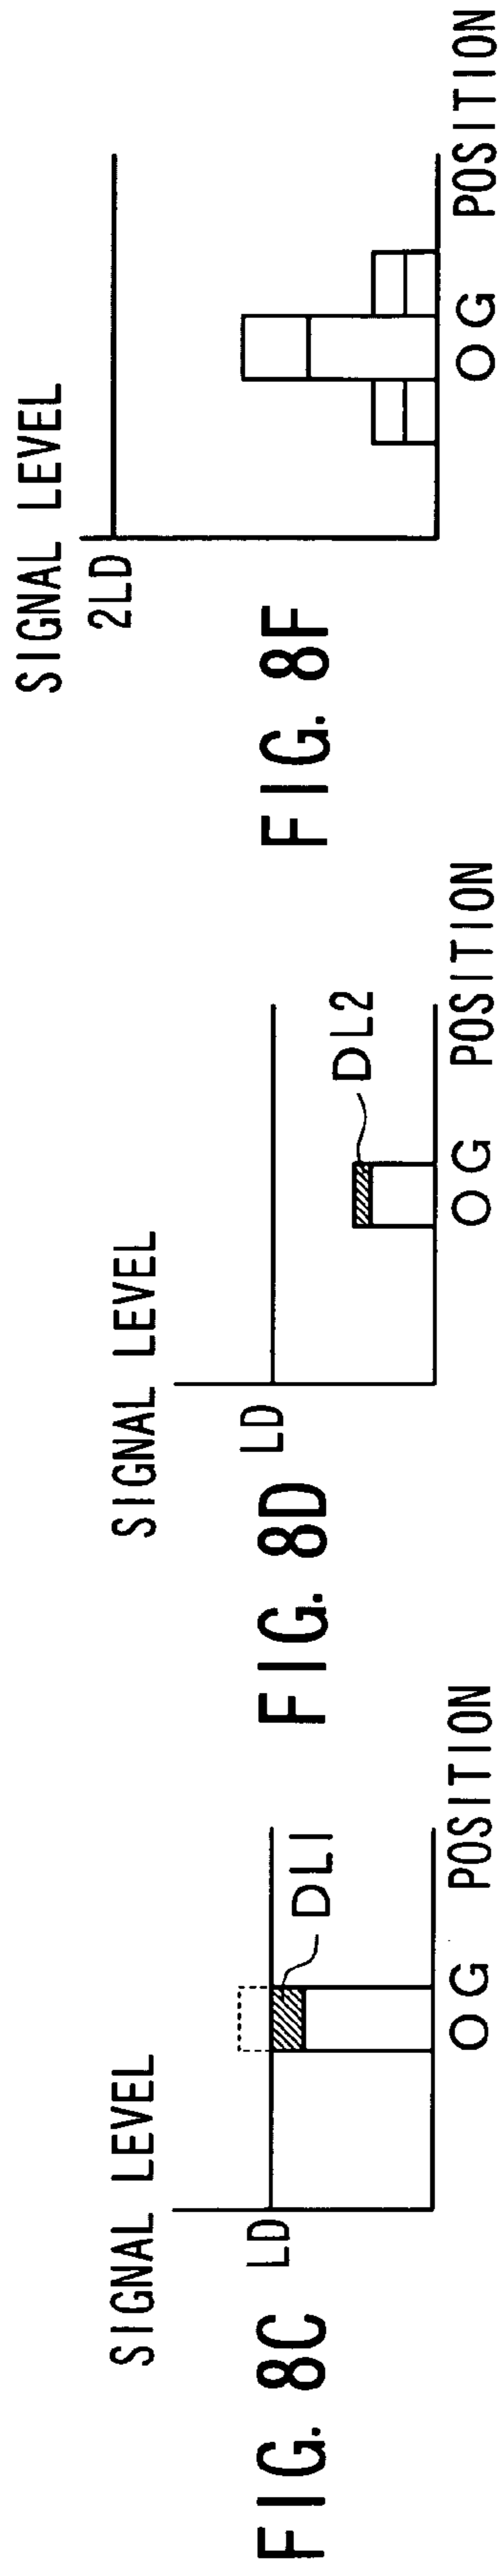 FIG. 8C
SIGNAL LEVEL
LD
DL1
OG
POSITION
FIG. 8D
SIGNAL LEVEL
LD
DL2
OG
POSITION
FIG. 8F
SIGNAL LEVEL
2LD
OG
POSITION